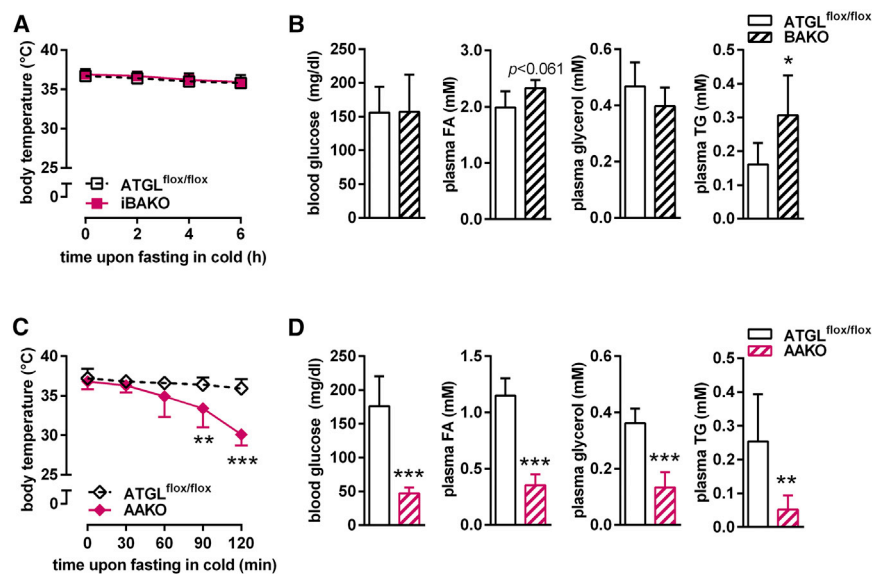 A
body temperature (°C)
40
35
30
25
0
ATGLflox/flox
iBAKO
0 2 4 6
time upon fasting in cold (h)
B
ATGLflox/flox
BAKO
blood glucose (mg/dl)
250
200
150
100
50
0
plasma FA (mM)
3.0
2.0
1.0
0.0
p<0.061
plasma glycerol (mM)
0.6
0.4
0.2
0.0
plasma TG (mM)
0.5
0.4
0.3
0.2
0.1
0.0
*
C
body temperature (°C)
40
35
30
25
0
**
***
ATGLflox/flox
AAKO
0 30 60 90 120
time upon fasting in cold (min)
D
ATGLflox/flox
AAKO
blood glucose (mg/dl)
250
200
150
100
50
0
***
plasma FA (mM)
1.5
1.0
0.5
0.0
***
plasma glycerol (mM)
0.6
0.4
0.2
0.0
***
plasma TG (mM)
0.5
0.4
0.3
0.2
0.1
0.0
**